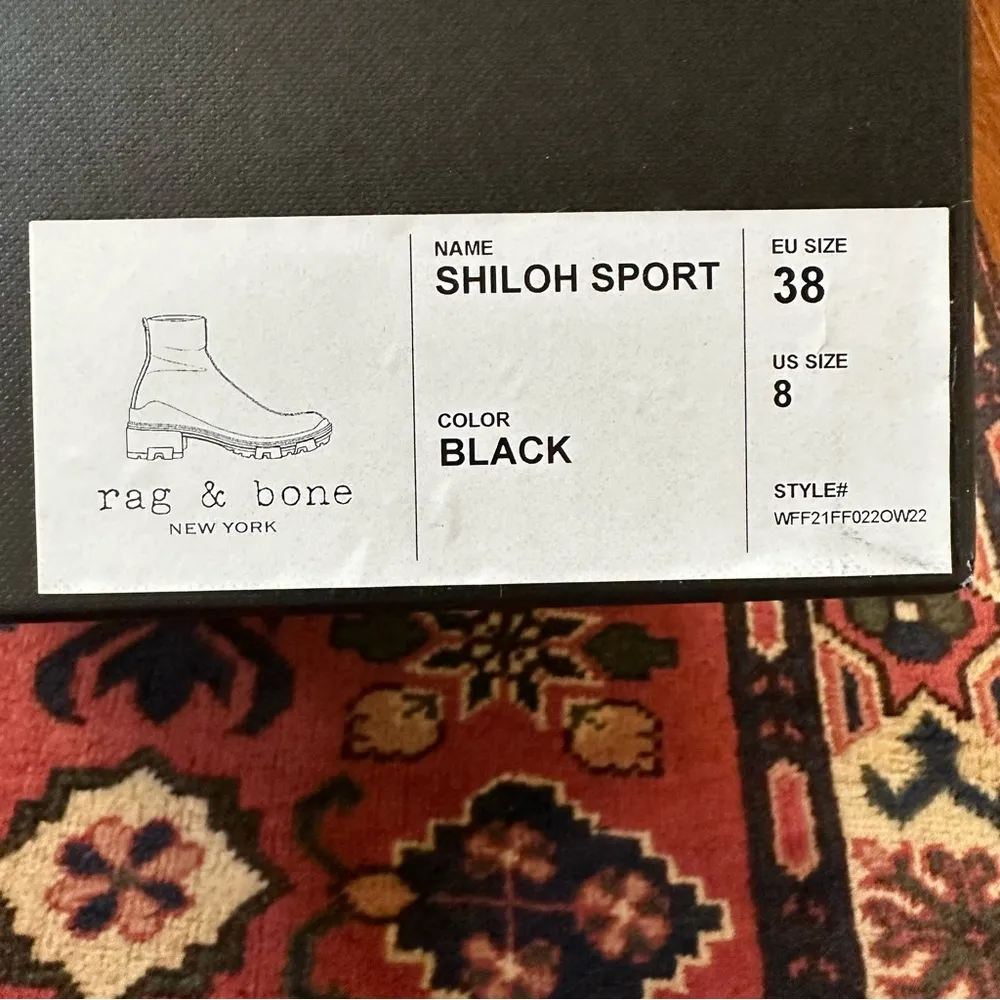 rag & bone
NEW YORK
NAME
SHILOH SPORT
COLOR
BLACK
EU SIZE
38
US SIZE
8
STYLE#
WFF21FF022OW22